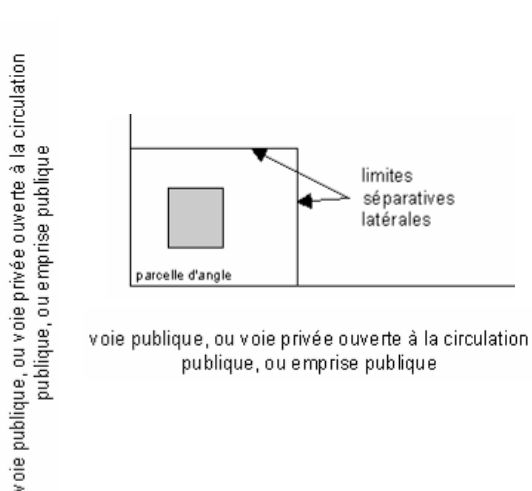 voie publique, ou voie privée ouverte à la circulation
publique, ou emprise publique
limites
séparatives
latérales
parcelle d'angle
voie publique, ou voie privée ouverte à la circulation
publique, ou emprise publique